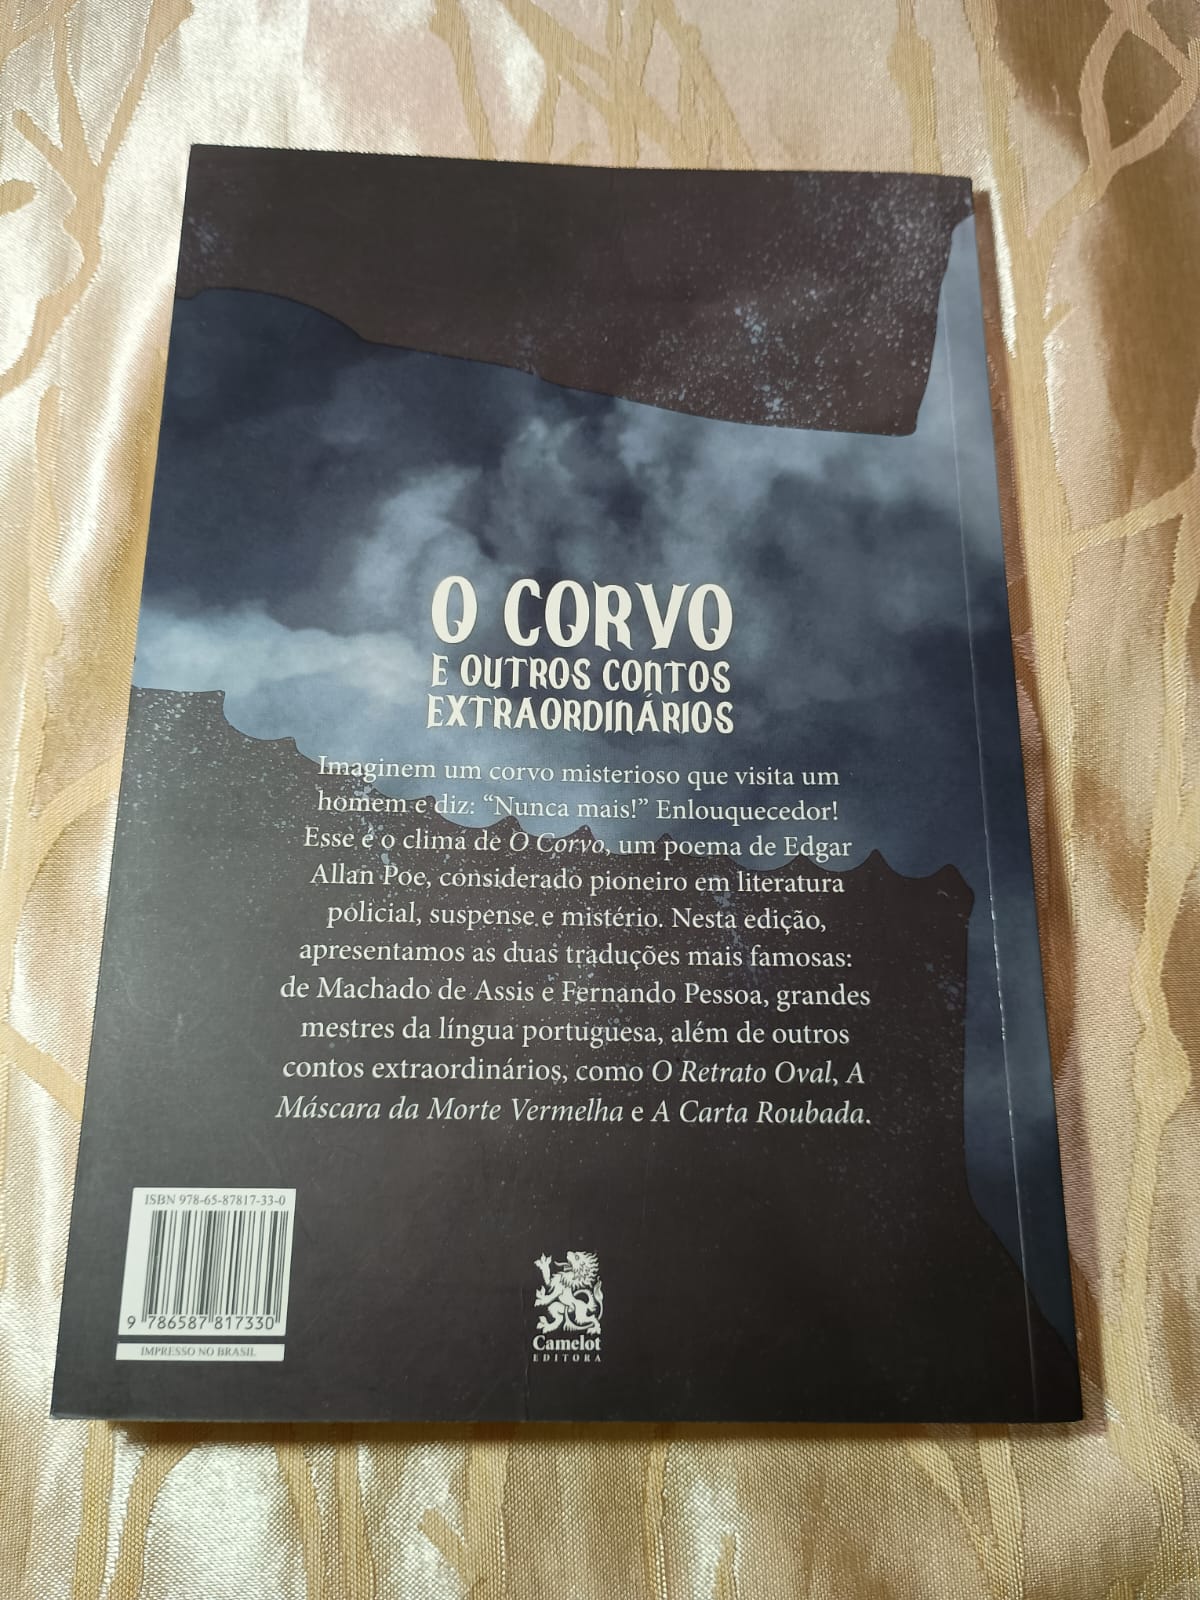 O CORVO
E OUTROS CONTOS
EXTRAORDINÁRIOS
Imaginem um corvo misterioso que visita um
homem e diz: “Nunca mais!” Enlouquecedor!
Esse é o clima de O Corvo, um poema de Edgar
Allan Poe, considerado pioneiro em literatura
policial, suspense e mistério. Nesta edição,
apresentamos as duas traduções mais famosas:
de Machado de Assis e Fernando Pessoa, grandes
mestres da língua portuguesa, além de outros
contos extraordinários, como O Retrato Oval, A
Máscara da Morte Vermelha e A Carta Roubada.
ISBN 978-65-87817-33-0
9 786587 817330
IMPRESSO NO BRASIL
Camelot
EDITORA